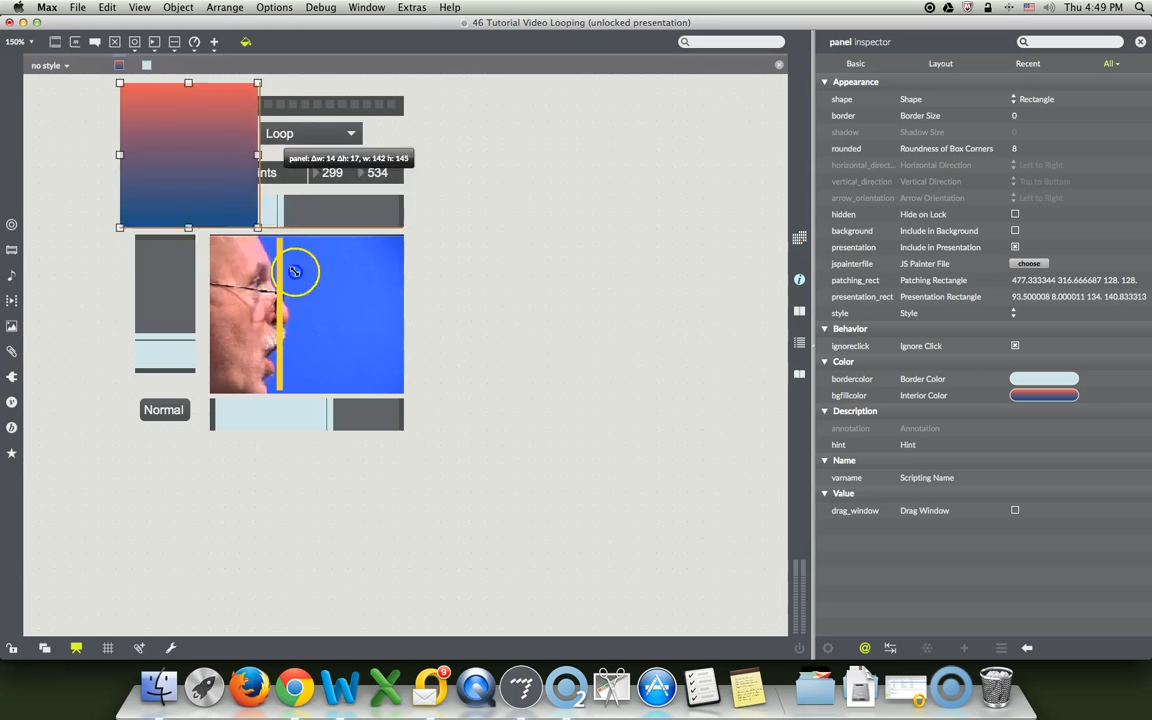 Max File Edit View Object Arrange Options Debug Window Extras Help Thu 4:49 PM
46 Tutorial Video Looping (unlocked presentation)
150%
panel inspector
no style
Basic Layout Recent All
Appearance
shape Shape Rectangle
border Border Size 0
shadow Shadow Size 0
rounded Roundness of Box Corners 8
horizontal_direct... Horizontal Direction Left to Right
vertical_direction Vertical Direction Top to Bottom
arrow_orientation Arrow Orientation Left to Right
hidden Hide on Lock
background Include in Background
presentation Include in Presentation
jspainterfile JS Painter File choose
patching_rect Patching Rectangle 477.333344 316.666687 128. 128.
presentation_rect Presentation Rectangle 93.500008 8.000011 134. 140.833313
style Style
Behavior
ignoreclick Ignore Click
Color
bordercolor Border Color
bgfillcolor Interior Color
Description
annotation Annotation
hint Hint
Name
varname Scripting Name
Value
drag_window Drag Window
Loop
panel: Δw: 14 Δh: 17, w: 142 h: 145
nts 299 534
Normal
9
2